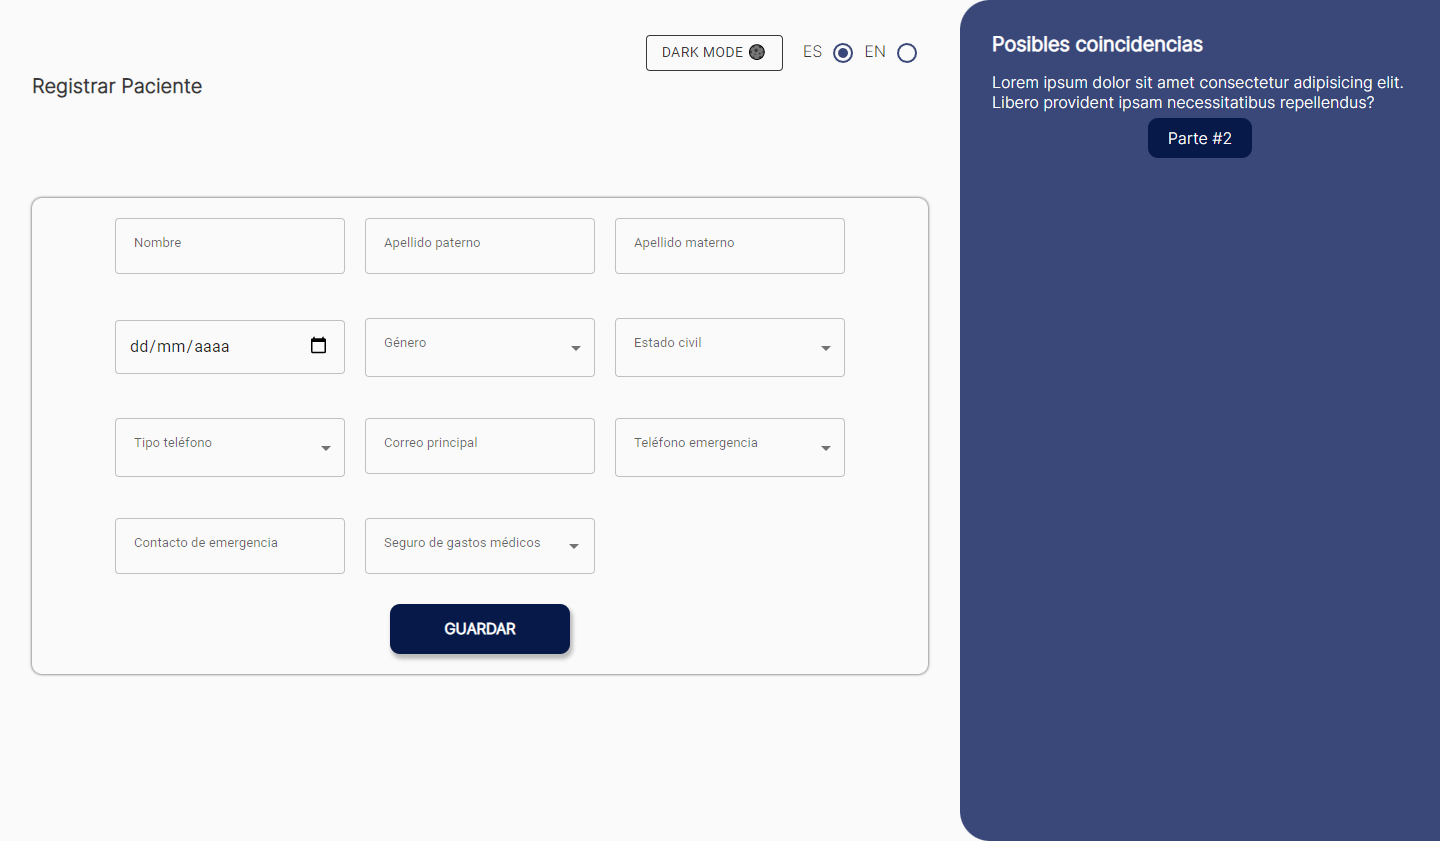 DARK MODE
ES
EN
Registrar Paciente
Nombre
Apellido paterno
Apellido materno
dd/mm/aaaa
Género
Estado civil
Tipo teléfono
Correo principal
Teléfono emergencia
Contacto de emergencia
Seguro de gastos médicos
GUARDAR
Posibles coincidencias
Lorem ipsum dolor sit amet consectetur adipisicing elit.
Libero provident ipsam necessitatibus repellendus?
Parte #2